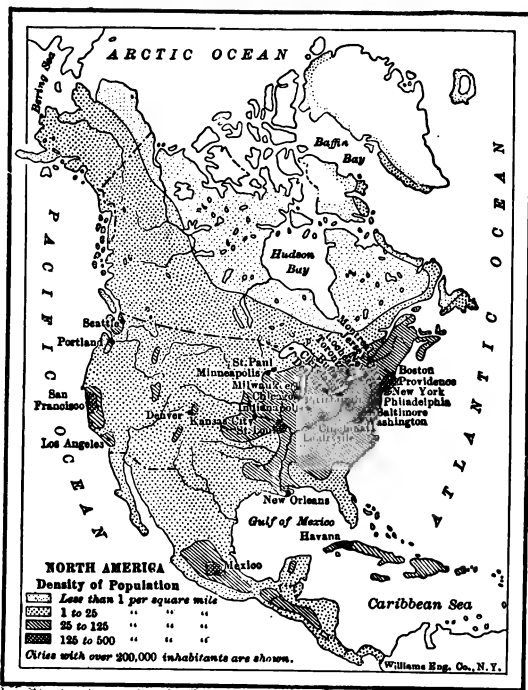 ARCTIC OCEAN
Bering Sea
Baffin
Bay
Hudson
Bay
PACIFIC OCEAN
ATLANTIC OCEAN
Seattle
Portland
St. Paul
Minneapolis
Milwaukee
Chicago
Indianapolis
Boston
Providence
New York
Philadelphia
Baltimore
San
Francisco
Denver
Kansas City
St. Louis
Los Angeles
New Orleans
Gulf of Mexico
Havana
Mexico
Caribbean Sea
NORTH AMERICA
Density of Population
Less than 1 per square mile
1 to 25 " " "
25 to 125 " " "
125 to 500 " " "
Cities with over 200,000 inhabitants are shown.
Williams Eng. Co., N.Y.